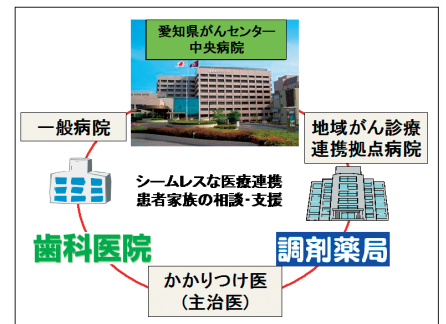 愛知県がんセンター
中央病院
一般病院
地域がん診療
連携拠点病院
シームレスな医療連携
患者家族の相談・支援
歯科医院
調剤薬局
かかりつけ医
(主治医)